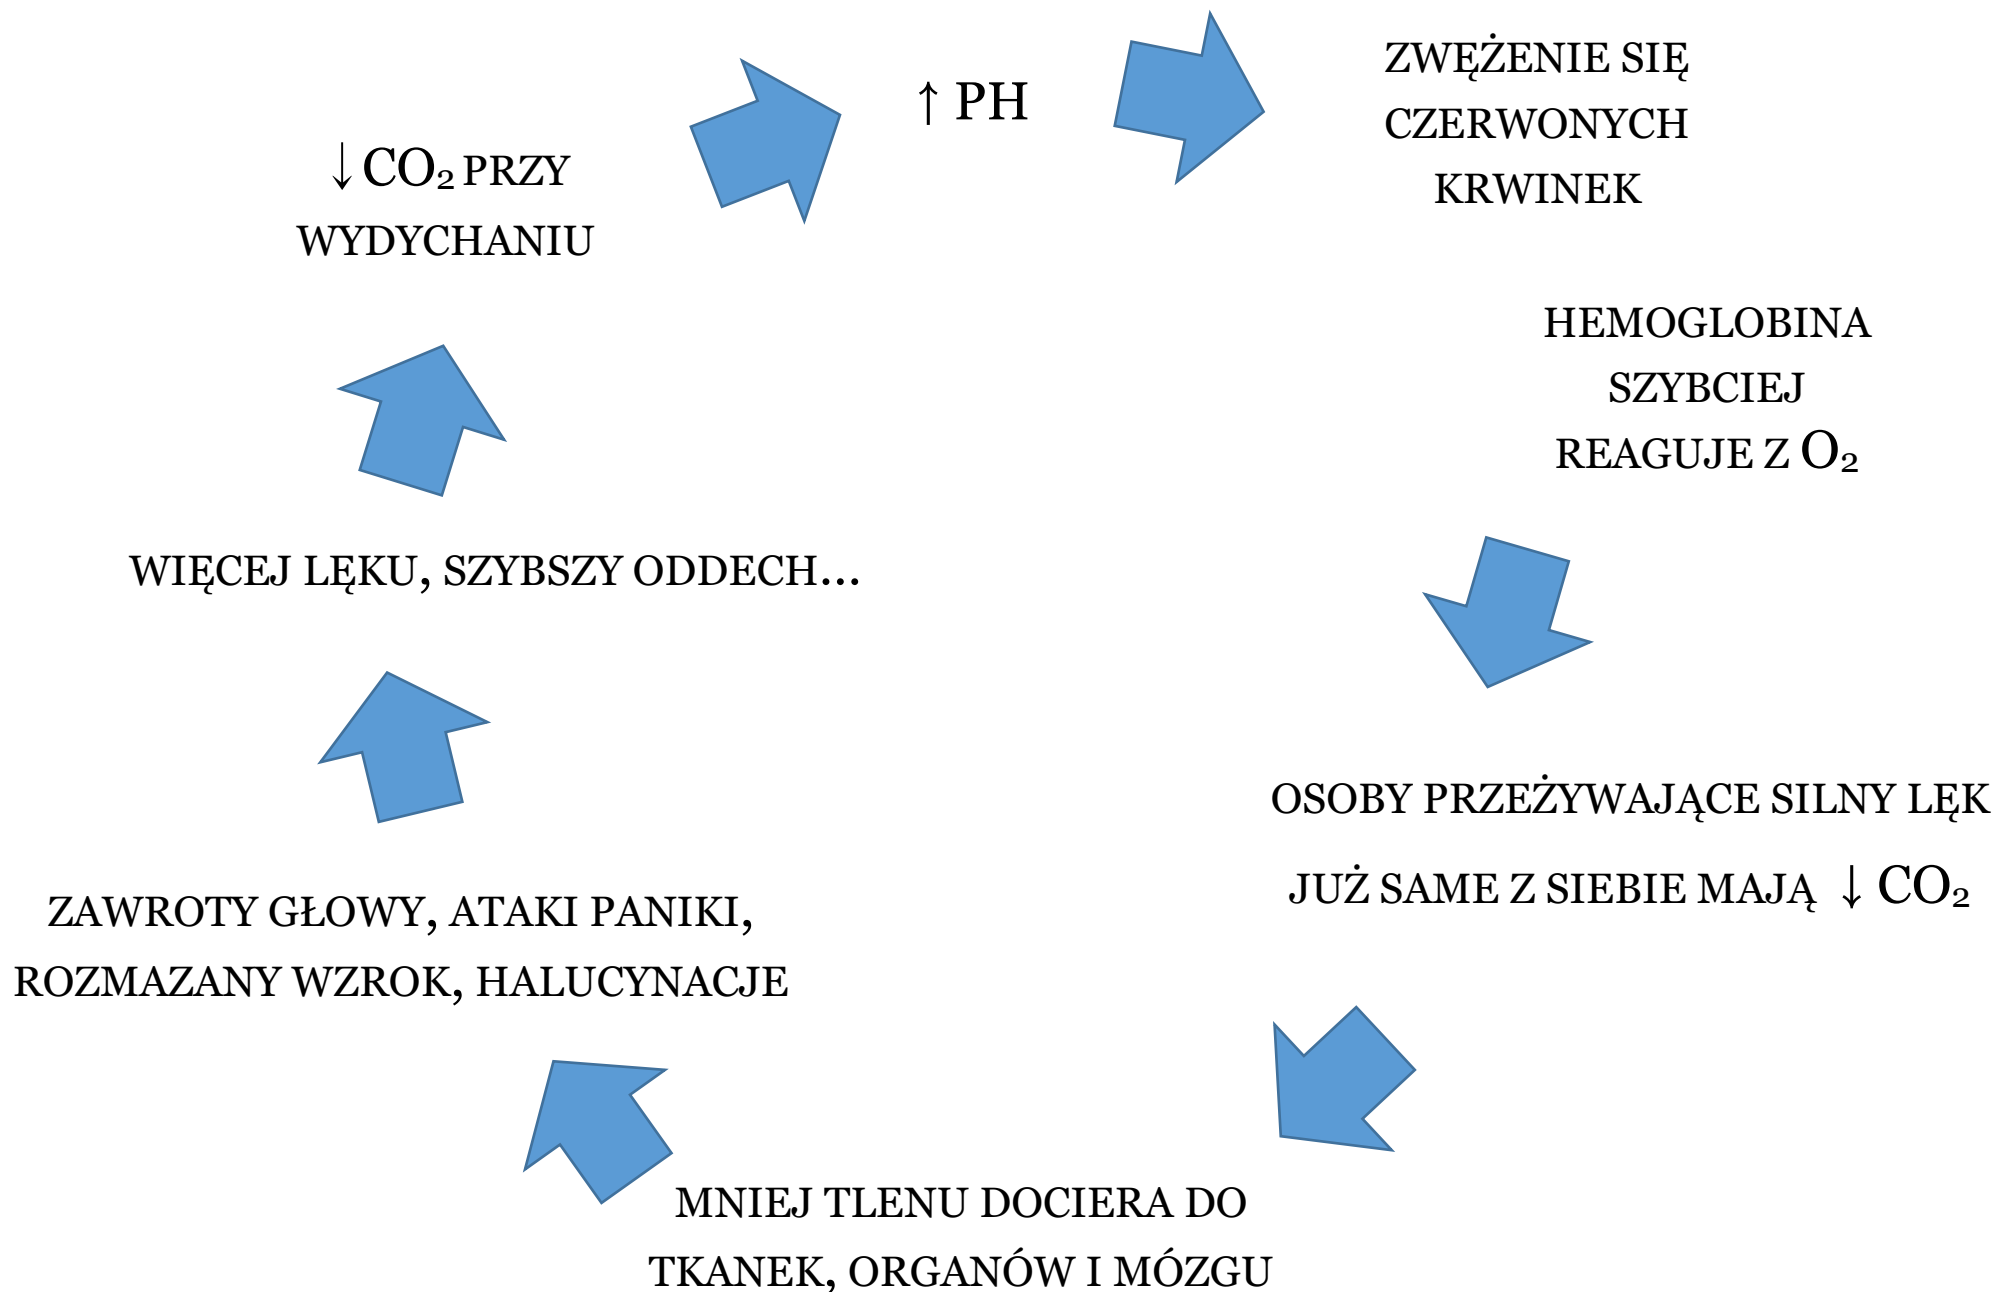 ↓ CO₂ PRZY
WYDYCHANIU
↑ PH
ZWĘŻENIE SIĘ
CZERWONYCH
KRWINEK
HEMOGLOBINA
SZYBCIEJ
REAGUJE Z O₂
OSOBY PRZEŻYWAJĄCE SILNY LĘK
JUŻ SAME Z SIEBIE MAJĄ ↓ CO₂
MNIEJ TLENU DOCIERA DO
TKANEK, ORGANÓW I MÓZGU
ZAWROTY GŁOWY, ATAKI PANIKI,
ROZMAZANY WZROK, HALUCYNACJE
WIĘCEJ LĘKU, SZYBSZY ODDECH...